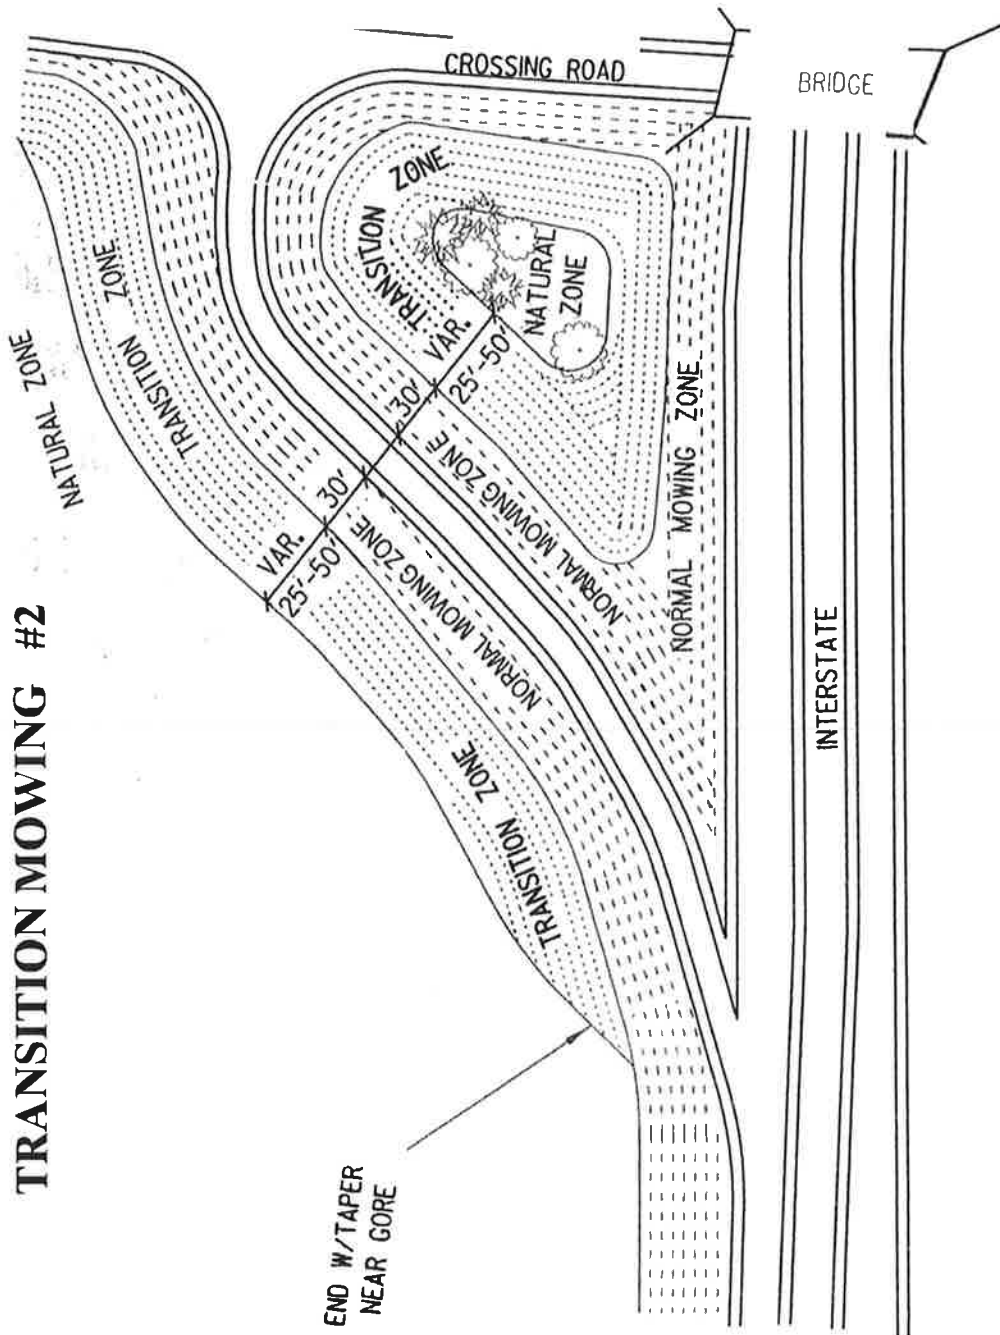 TRANSITION MOWING #2
NATURAL ZONE
TRANSITION ZONE
CROSSING ROAD
BRIDGE
TRANSITION ZONE
NATURAL
ZONE
VAR.
25'-50'
30'
NORMAL MOWING ZONE
30'
VAR.
25'-50'
NORMAL MOWING ZONE
NORMAL MOWING ZONE
TRANSITION ZONE
INTERSTATE
END W/TAPER
NEAR GORE